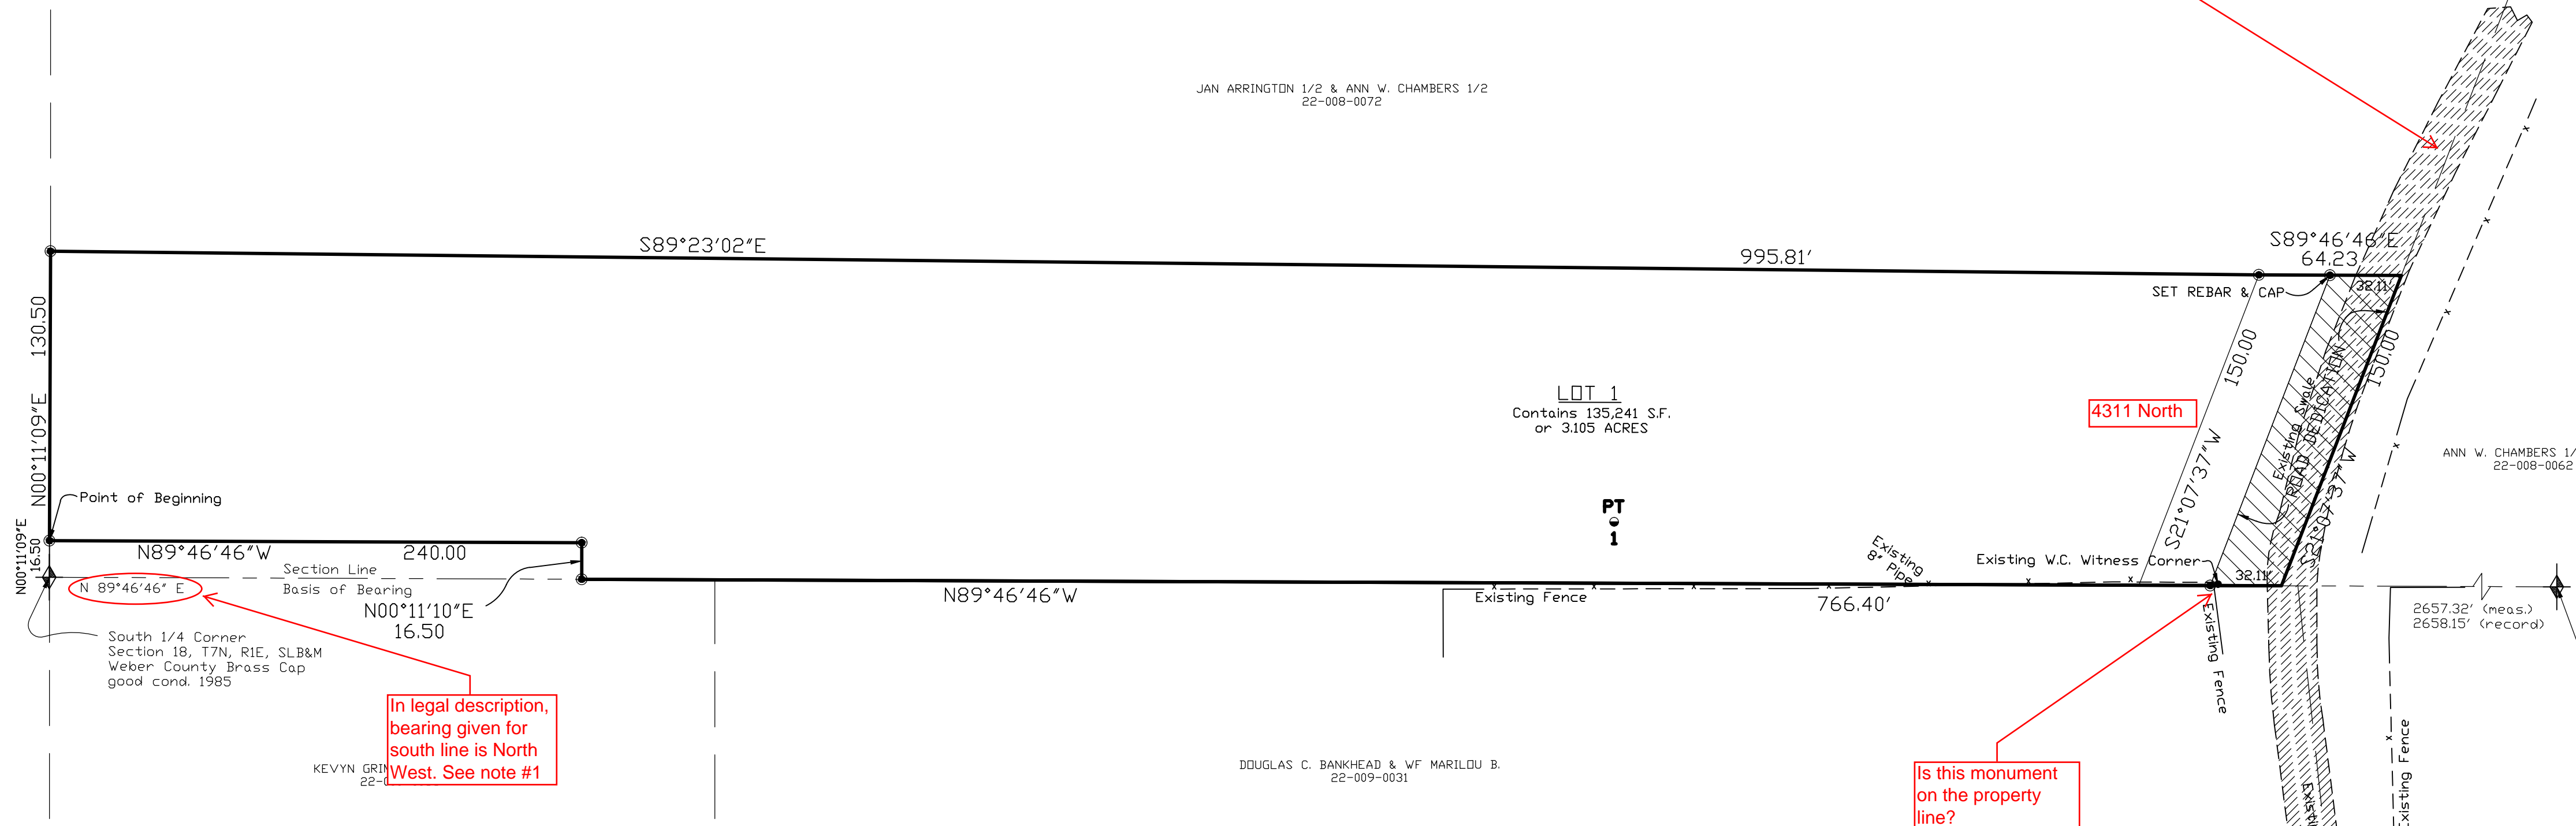 JAN ARRINGTON 1/2 & ANN W. CHAMBERS 1/2
22-008-0072
S89°23'02"E
995.81'
S89°46'46"E
64.23
32.11'
SET REBAR & CAP
N00°11'09"E
130.50
150.00
S21°07'37"W
150.00
S21°07'37"W
Existing Swale
ROAD DEDICATION
LOT 1
Contains 135,241 S.F.
or 3.105 ACRES
4311 North
ANN W. CHAMBERS 1/
22-008-0062
Point of Beginning
PT
1
N00°11'09"E
16.50
N89°46'46"W
240.00
Section Line
Basis of Bearing
N 89°46'46" E
N00°11'10"E
16.50
N89°46'46"W
Existing Fence
766.40'
Existing
8" Pipe
Existing W.C. Witness Corner
32.11'
Existing Fence
2657.32' (meas.)
2658.15' (record)
South 1/4 Corner
Section 18, T7N, R1E, SLB&M
Weber County Brass Cap
good cond. 1985
In legal description,
bearing given for
south line is North
West. See note #1
KEVYN
DOUGLAS C. BANKHEAD & WF MARILOU B.
22-009-0031
Is this monument
on the property
line?
Existing Fence